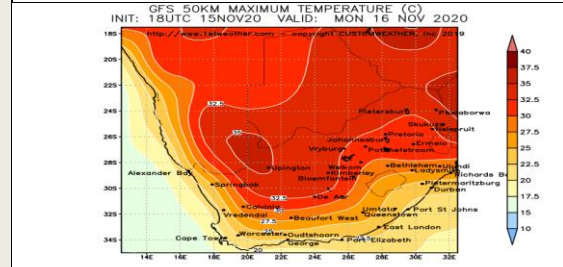 GFS 50KM MAXIMUM TEMPERATURE (C)
INIT: 18UTC 15NOV20 VALID: MON 16 NOV 2020
http://www.1stweather.com - copyright CUSTOMWEATHER, Inc 2019
18S
20S
22S
24S
26S
28S
30S
32S
34S
14E 16E 18E 20E 22E 24E 26E 28E 30E 32E
40
37.5
35
32.5
30
27.5
25
22.5
20
17.5
15
10
32.5
35
Pietersburg
Phalaborwa
Skukuza
Nelspruit
Pretoria
Johannesburg
Ermelo
Vryburg
Potchefstroom
Welkom
Bethlehem
Ulundi
Upington
Kimberley
Ladysmith
Richards B
Bloemfontein
Alexander Bay
Springbok
Pietermaritzburg
Durban
32.5
De Aar
Calvinia
30
Vredendal
Umtata
Port St Johns
Queenstown
27.5
Beaufort West
East London
25
Worcester
Oudtshoorn
Cape Town
George
Port Elizabeth
20